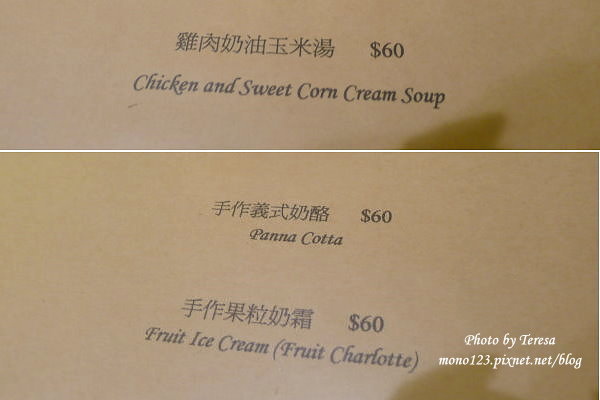 雞肉奶油玉米湯 $60
Chicken and Sweet Corn Cream Soup
手作義式奶酪 $60
Panna Cotta
手作果粒奶霜 $60
Fruit Ice Cream (Fruit Charlotte)
Photo by Teresa
mono123.pixnet.net/blog